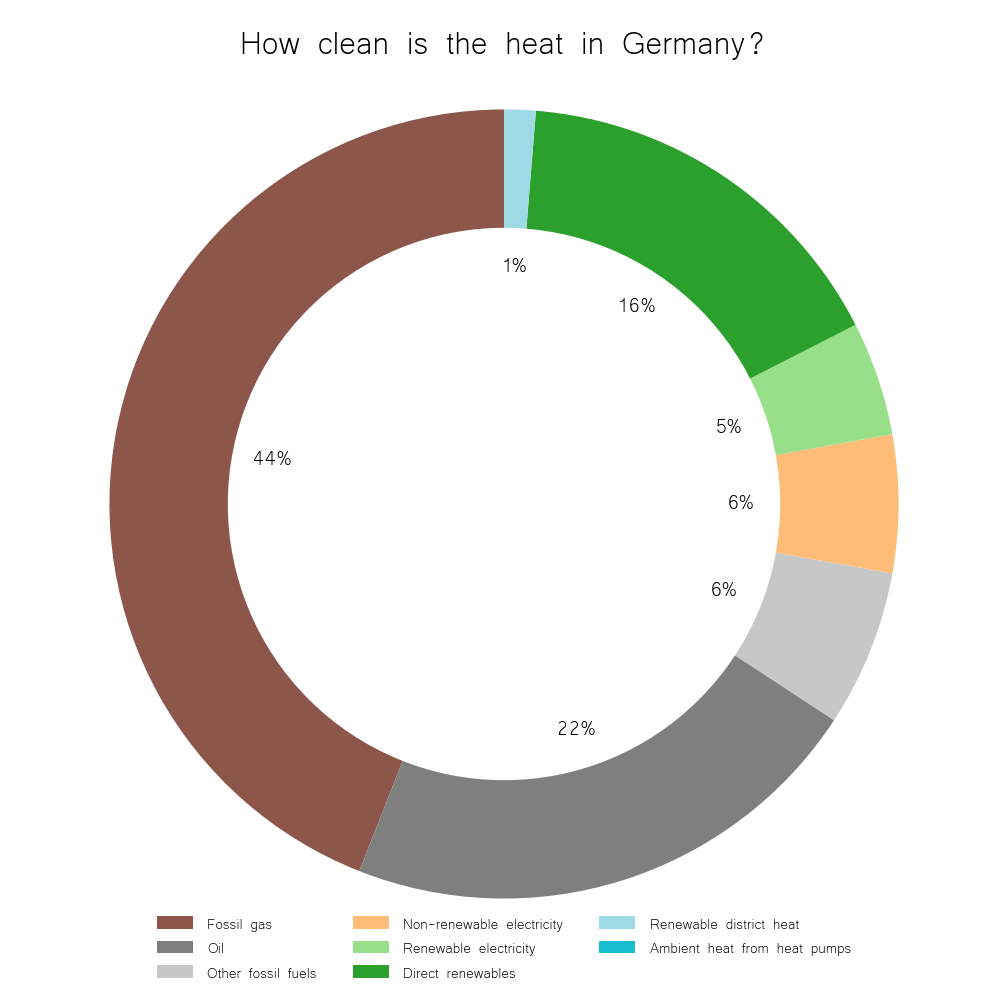 How clean is the heat in Germany?
1%
16%
5%
44%
6%
6%
22%
Fossil gas
Oil
Other fossil fuels
Non-renewable electricity
Renewable electricity
Direct renewables
Renewable district heat
Ambient heat from heat pumps